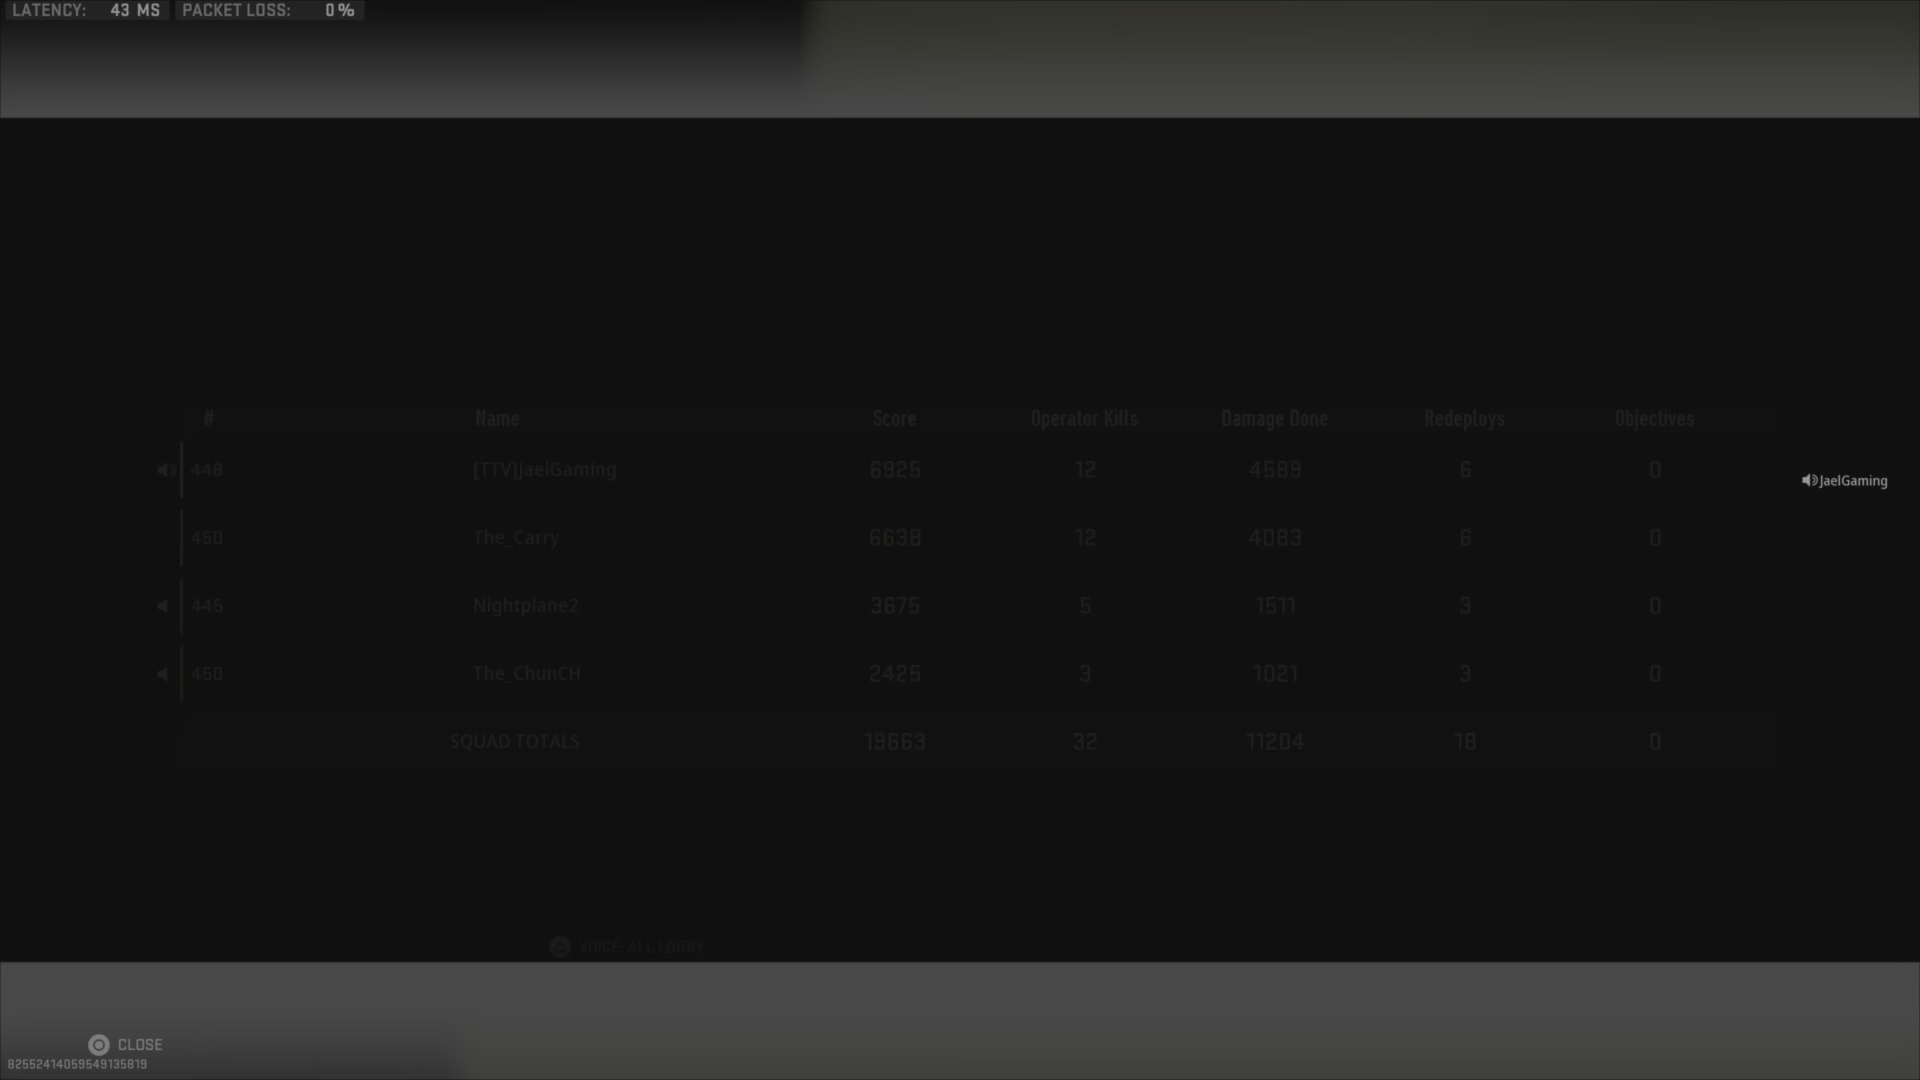 LATENCY: 43 MS PACKET LOSS: 0%
# Name Score Operator Kills Damage Done Redeploys Objectives
448 [TTV]JaelGaming 6925 12 4589 6 0
JaelGaming
450 The_Carry 6638 12 4083 6 0
445 Nightplane2 3675 5 1511 3 0
450 The_ChunCH 2425 3 1021 3 0
SQUAD TOTALS 19663 32 11204 18 0
VOICE: ALL LOBBY
CLOSE
82552414059549135819